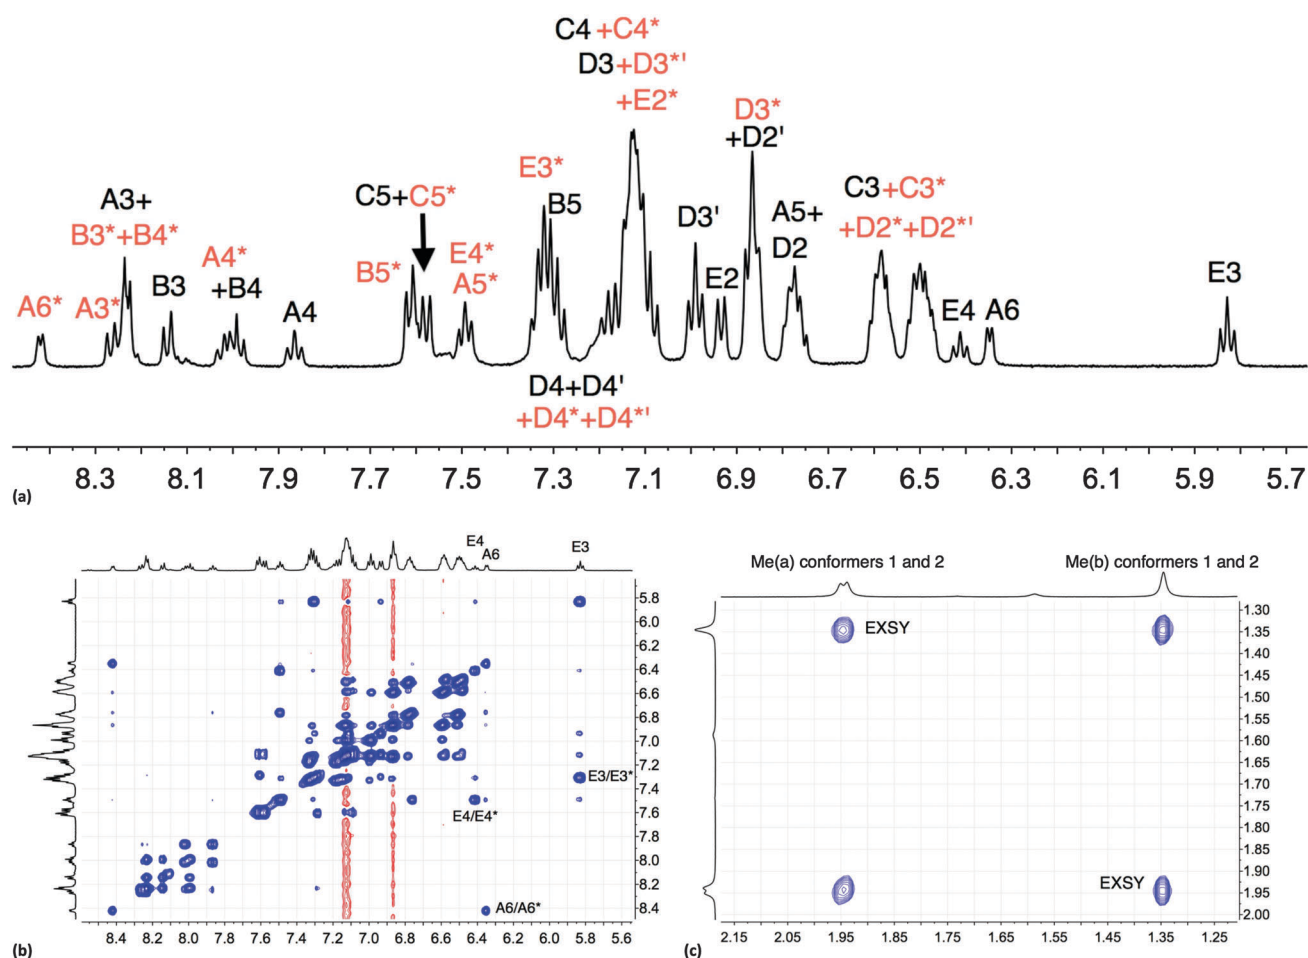 C4 +C4*
D3 +D3*'
+E2*
D3*
+D2'
A3+
B3*+B4*
C5+C5*
E3*
C3 +C3*
+D2* +D2*'
A6*
A3*
B3
A4*
+B4
A4
B5*
E4*
A5*
B5
D3'
E2
A5+
D2
E4
A6
E3
D4+D4'
+D4*+D4*'
8.3 8.1 7.9 7.7 7.5 7.3 7.1 6.9 6.7 6.5 6.3 6.1 5.9 5.7
(a)
E4
A6
E3
5.8
6.0
6.2
6.4
6.6
6.8
7.0
7.2
7.4
7.6
7.8
8.0
8.2
8.4
E3/E3*
E4/E4*
A6/A6*
8.4 8.2 8.0 7.8 7.6 7.4 7.2 7.0 6.8 6.6 6.4 6.2 6.0 5.8 5.6
(b)
Me(a) conformers 1 and 2
Me(b) conformers 1 and 2
EXSY
EXSY
1.30
1.35
1.40
1.45
1.50
1.55
1.60
1.65
1.70
1.75
1.80
1.85
1.90
1.95
2.00
2.15 2.05 1.95 1.85 1.75 1.65 1.55 1.45 1.35 1.25
(c)